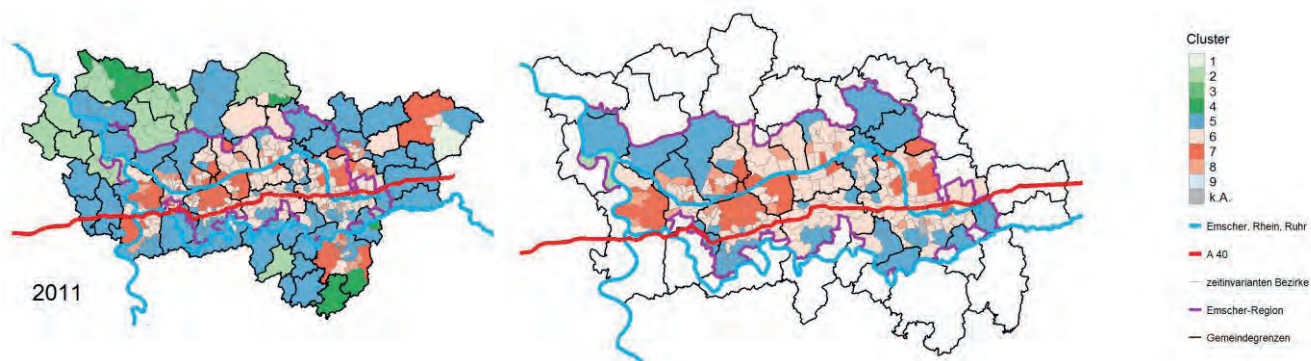 2011
Cluster
1
2
3
4
5
6
7
8
9
k.A.
Emscher, Rhein, Ruhr
A 40
zeitinvarianten Bezirke
Emscher-Region
Gemeindegrenzen